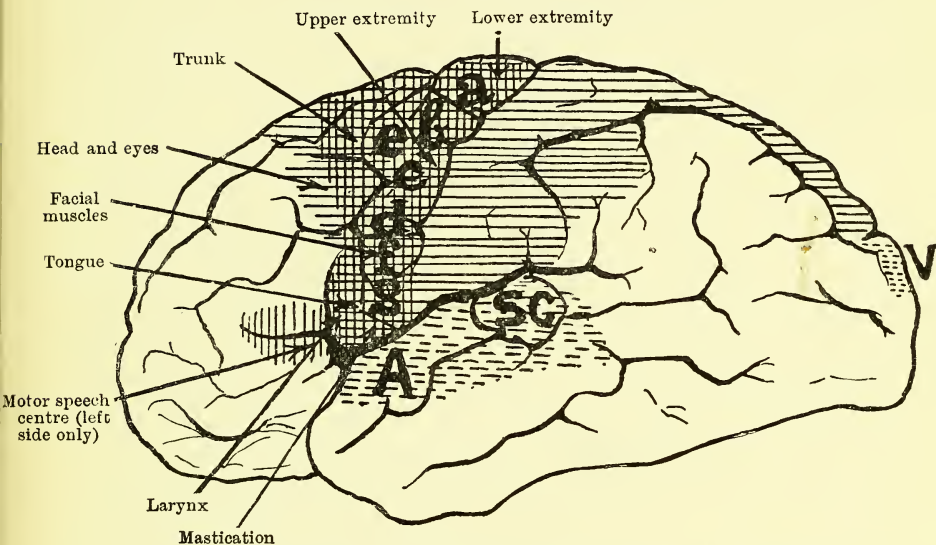 Upper extremity
Lower extremity
Trunk
Head and eyes
Facial
muscles
Tongue
Motor speech
centre (left
side only)
Larynx
Mastication
a
b
e
c
d
f
g
SC
A
V